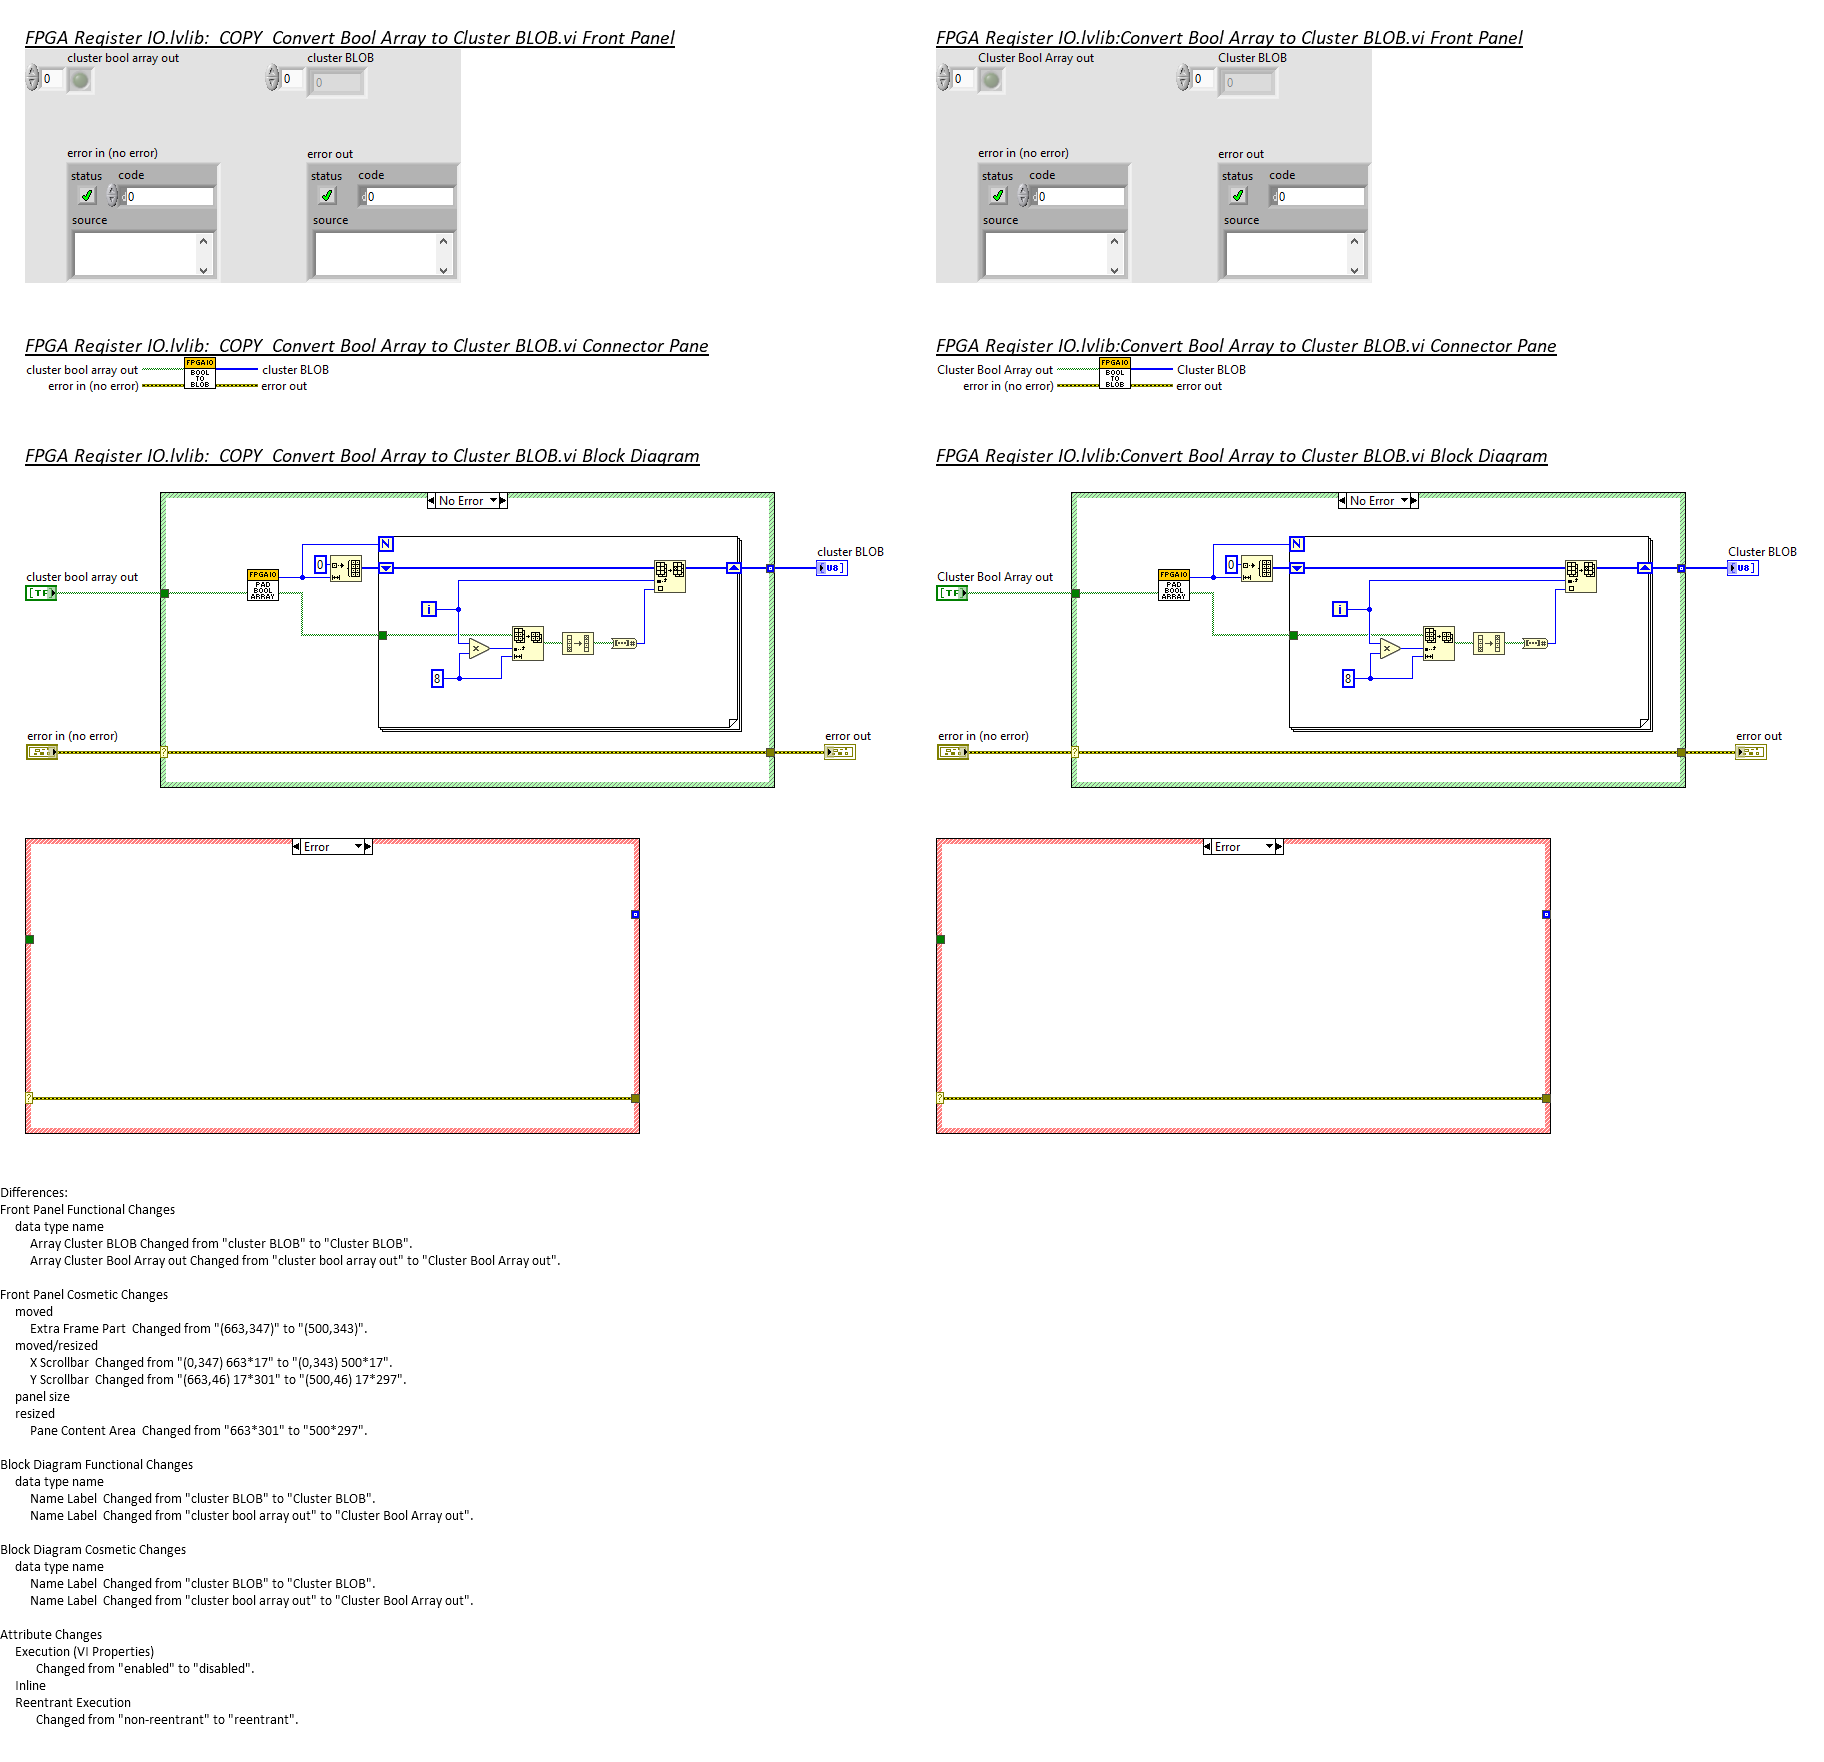 FPGA Register IO.lvlib:  COPY  Convert Bool Array to Cluster BLOB.vi Front Panel
cluster bool array out
cluster BLOB
0
0
0
error in (no error)
error out
status
code
status
code
0
0
source
source
FPGA Register IO.lvlib:Convert Bool Array to Cluster BLOB.vi Front Panel
Cluster Bool Array out
Cluster BLOB
0
0
0
error in (no error)
error out
status
code
status
code
0
0
source
source
FPGA Register IO.lvlib:  COPY  Convert Bool Array to Cluster BLOB.vi Connector Pane
cluster bool array out
FPGAIO
BOOL
TO
BLOB
cluster BLOB
error in (no error)
error out
FPGA Register IO.lvlib:Convert Bool Array to Cluster BLOB.vi Connector Pane
Cluster Bool Array out
FPGAIO
BOOL
TO
BLOB
Cluster BLOB
error in (no error)
error out
FPGA Register IO.lvlib:  COPY  Convert Bool Array to Cluster BLOB.vi Block Diagram
No Error
N
0
cluster BLOB
U8]
cluster bool array out
[TF
FPGAIO
PAD
BOOL
ARRAY
i
x
8
error in (no error)
error out
?
FPGA Register IO.lvlib:Convert Bool Array to Cluster BLOB.vi Block Diagram
No Error
N
0
Cluster BLOB
U8]
Cluster Bool Array out
[TF
FPGAIO
PAD
BOOL
ARRAY
i
x
8
error in (no error)
error out
?
Error
?
Error
?
Differences:
Front Panel Functional Changes
data type name
Array Cluster BLOB Changed from "cluster BLOB" to "Cluster BLOB".
Array Cluster Bool Array out Changed from "cluster bool array out" to "Cluster Bool Array out".
Front Panel Cosmetic Changes
moved
Extra Frame Part  Changed from "(663,347)" to "(500,343)".
moved/resized
X Scrollbar  Changed from "(0,347) 663*17" to "(0,343) 500*17".
Y Scrollbar  Changed from "(663,46) 17*301" to "(500,46) 17*297".
panel size
resized
Pane Content Area  Changed from "663*301" to "500*297".
Block Diagram Functional Changes
data type name
Name Label  Changed from "cluster BLOB" to "Cluster BLOB".
Name Label  Changed from "cluster bool array out" to "Cluster Bool Array out".
Block Diagram Cosmetic Changes
data type name
Name Label  Changed from "cluster BLOB" to "Cluster BLOB".
Name Label  Changed from "cluster bool array out" to "Cluster Bool Array out".
Attribute Changes
Execution (VI Properties)
Changed from "enabled" to "disabled".
Inline
Reentrant Execution
Changed from "non-reentrant" to "reentrant".